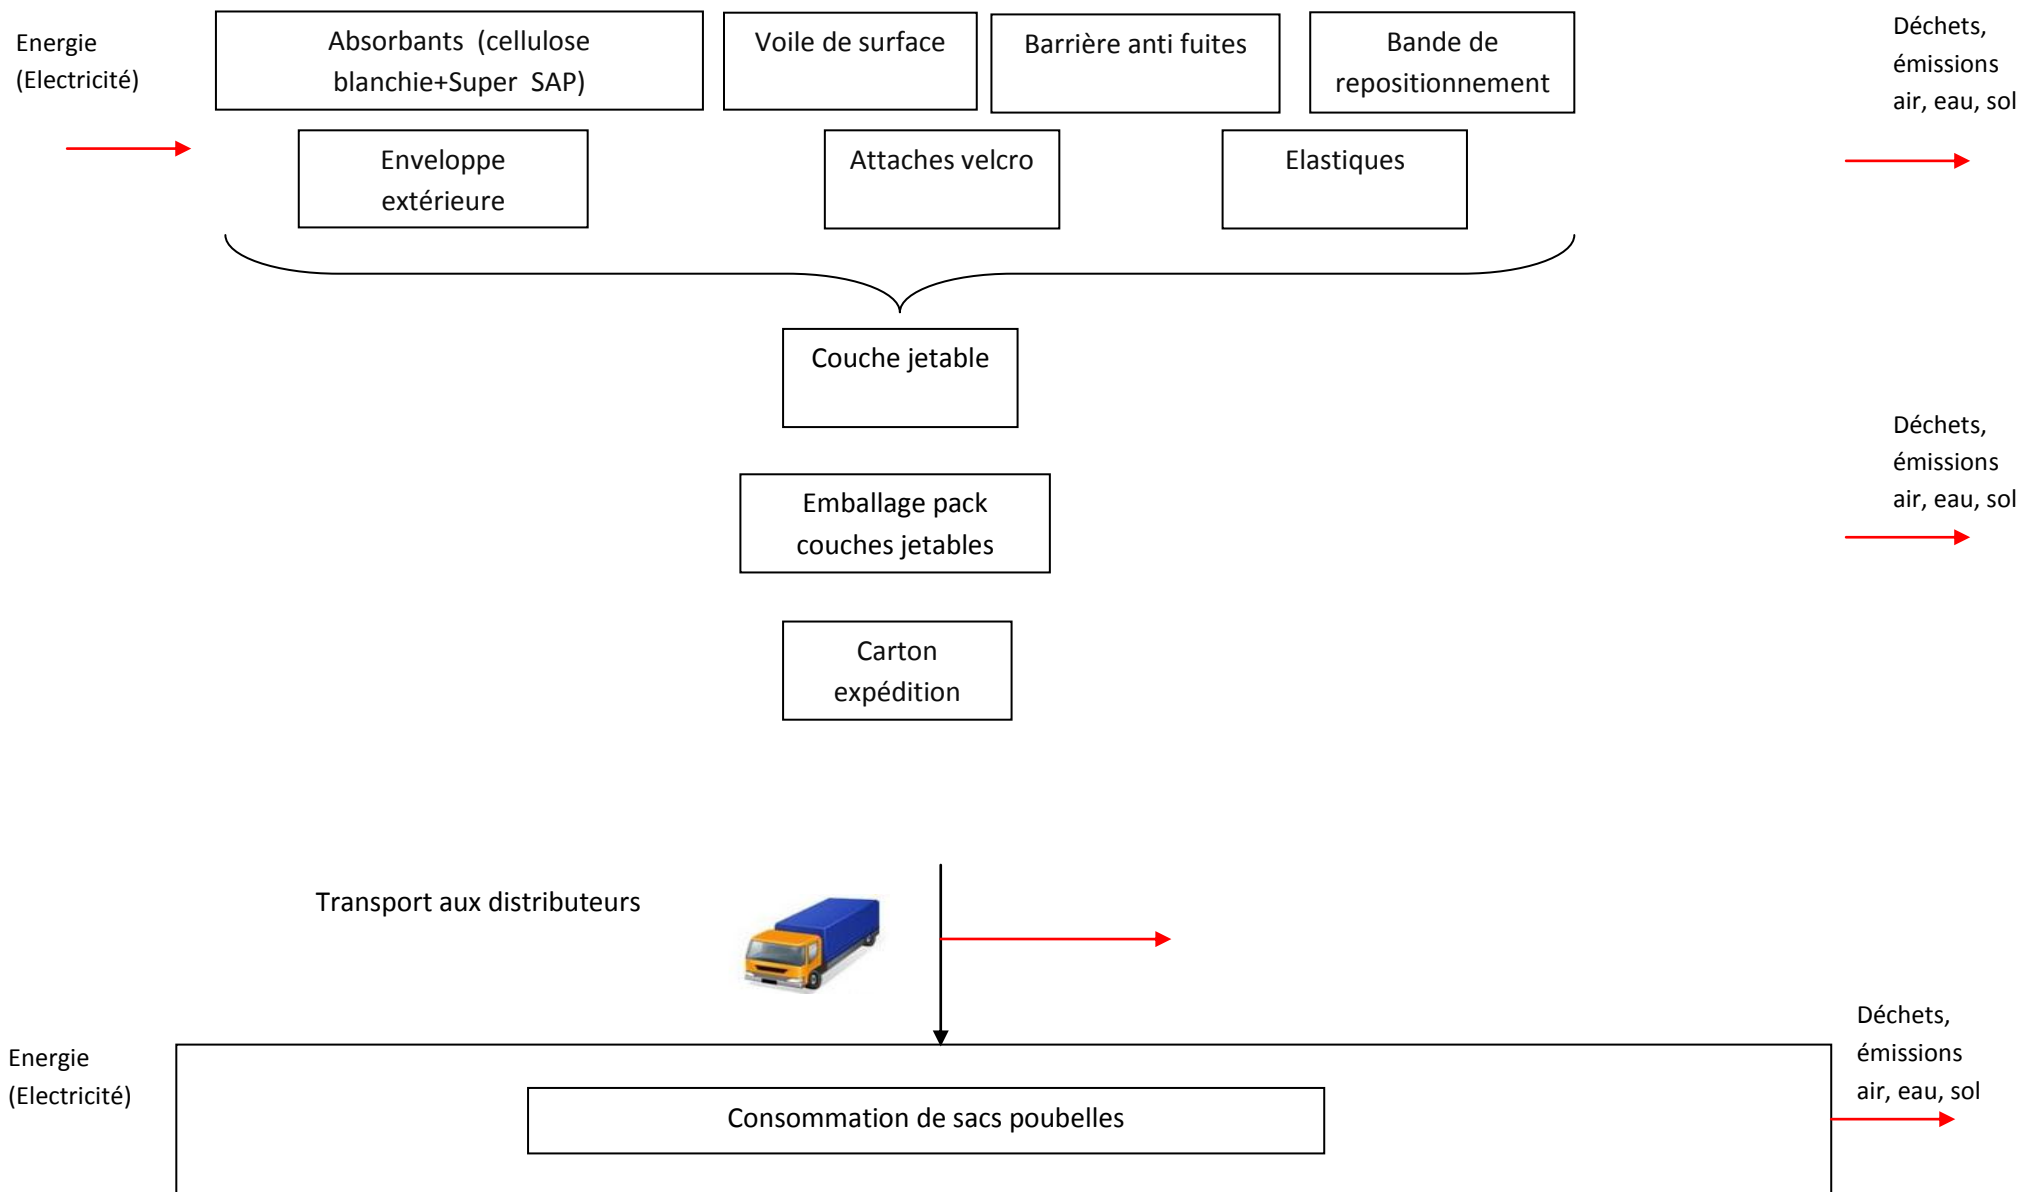 Energie
(Electricité)
Absorbants (cellulose
blanchie+Super SAP)
Voile de surface
Barrière anti fuites
Bande de
repositionnement
Déchets,
émissions
air, eau, sol
Enveloppe
extérieure
Attaches velcro
Elastiques
Couche jetable
Déchets,
émissions
air, eau, sol
Emballage pack
couches jetables
Carton
expédition
Transport aux distributeurs
Energie
(Electricité)
Déchets,
émissions
air, eau, sol
Consommation de sacs poubelles